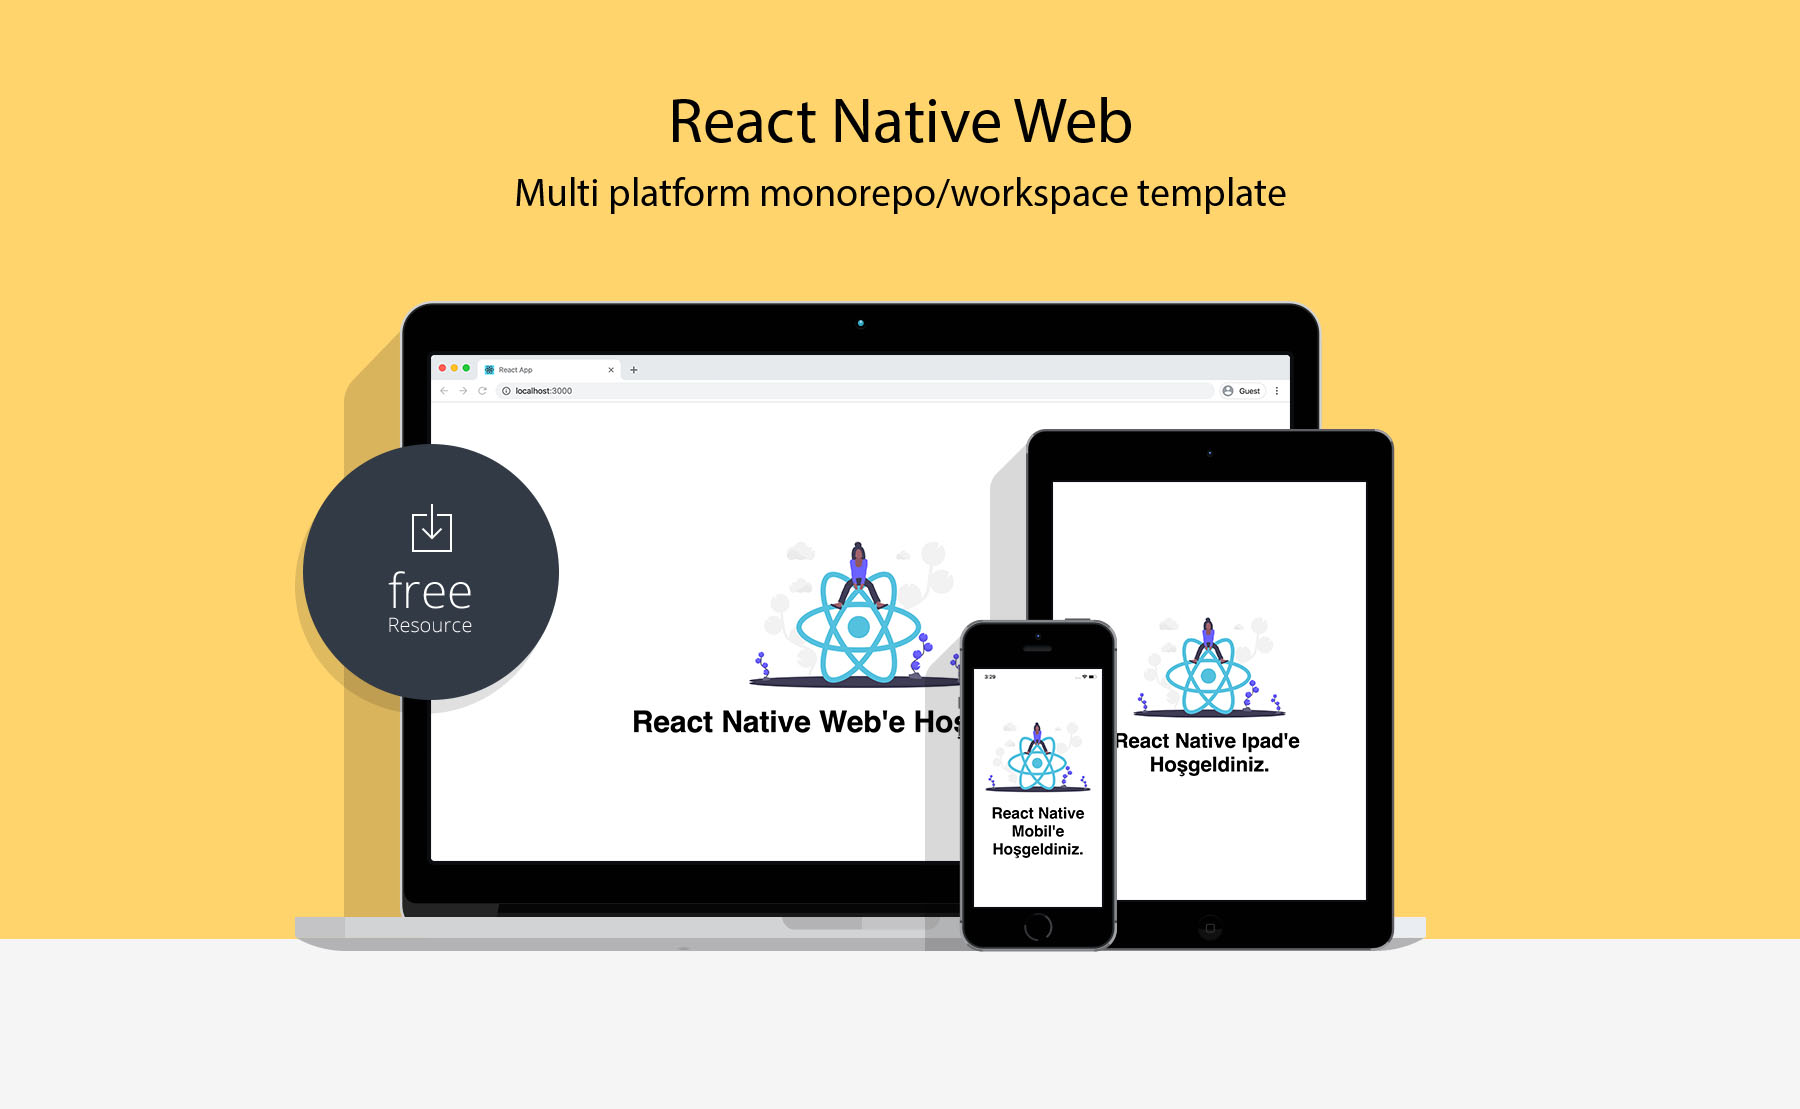 React Native Web
Multi platform monorepo/workspace template
React App
localhost:3000
Guest
free
Resource
React Native Web'e Hoş
3:29
React Native
Mobil'e
Hoşgeldiniz.
React Native Ipad'e
Hoşgeldiniz.